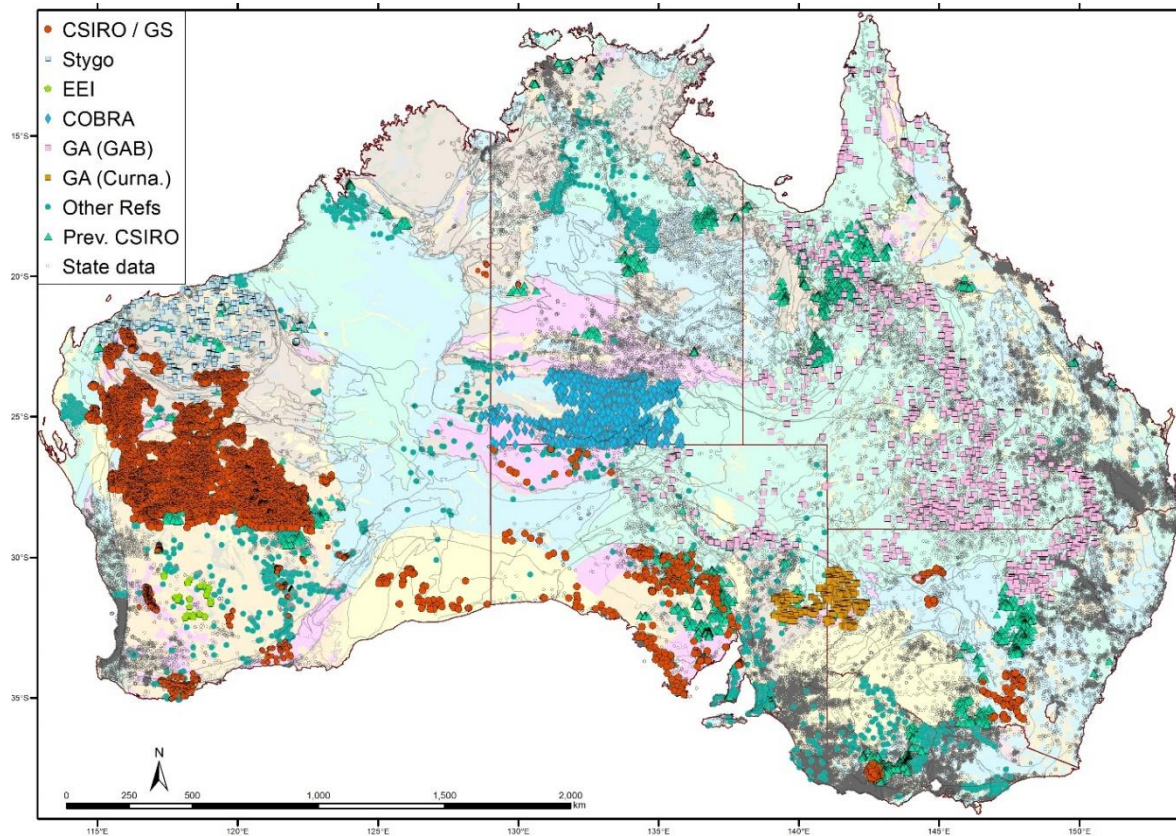 CSIRO / GS
Stygo
EEI
COBRA
GA (GAB)
GA (Curna.)
Other Refs
Prev. CSIRO
State data
15°S
20°S
25°S
30°S
35°S
N
0 250 500 1,000 1,500 2,000
km
115°E 120°E 125°E 130°E 135°E 140°E 145°E 150°E